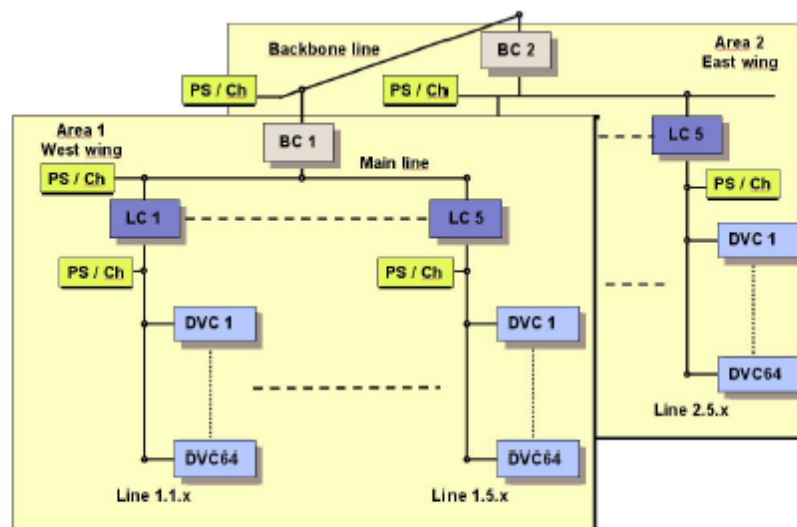 Backbone line
BC 2
Area 2
East wing
PS / Ch
PS / Ch
Area 1
West wing
BC 1
LC 5
Main line
PS / Ch
PS / Ch
LC 1
LC 5
DVC 1
PS / Ch
PS / Ch
DVC 1
DVC 1
DVC64
Line 2.5.x
DVC64
DVC64
Line 1.1.x
Line 1.5.x